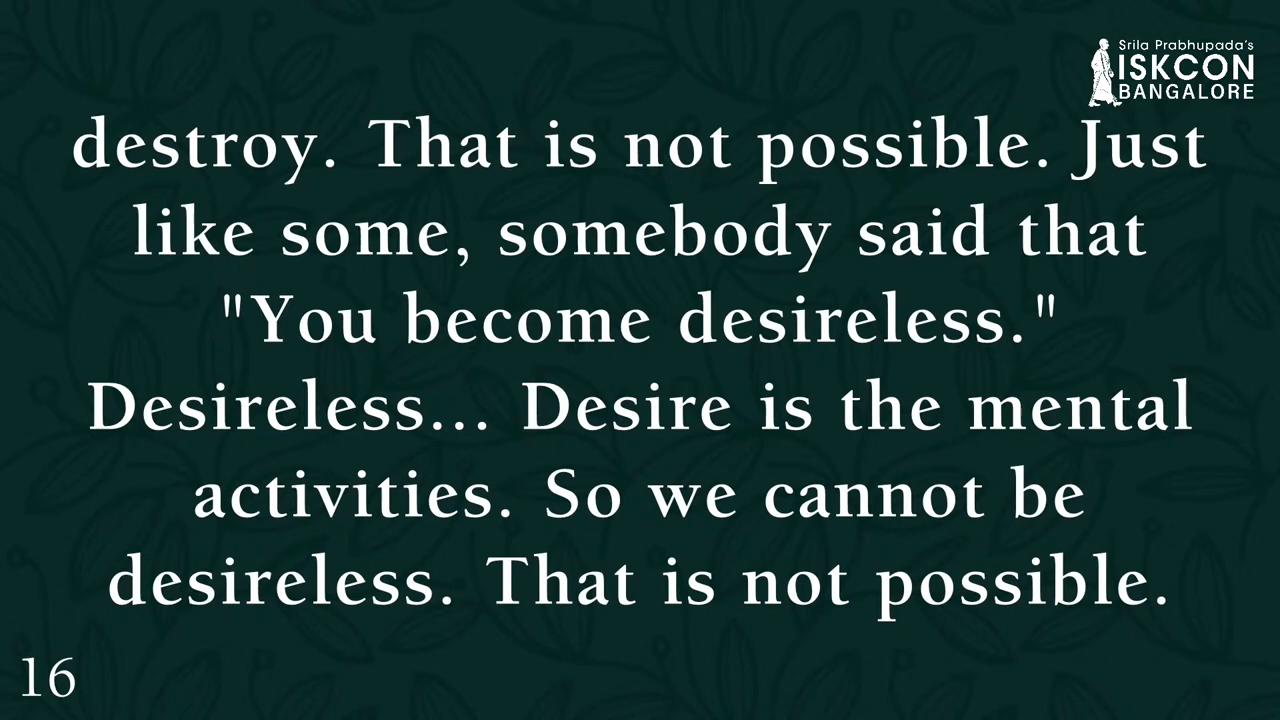 Srila Prabhupada's
ISKCON
BANGALORE
destroy. That is not possible. Just
like some, somebody said that
"You become desireless."
Desireless... Desire is the mental
activities. So we cannot be
desireless. That is not possible.
16